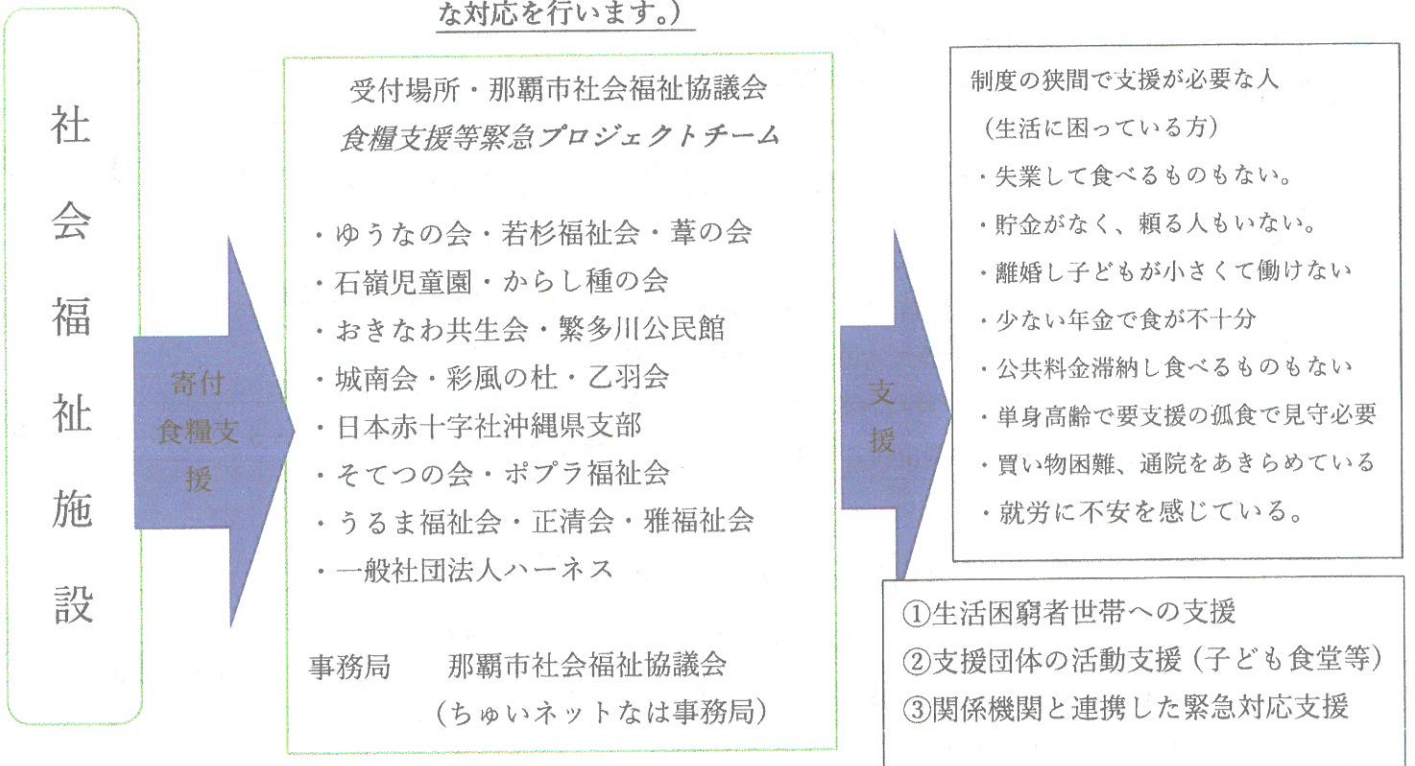 な対応を行います。）
社会福祉施設
寄付
食糧支
援
受付場所・那覇市社会福祉協議会
食糧支援等緊急プロジェクトチーム
・ゆうなの会・若杉福祉会・葦の会
・石嶺児童園・からし種の会
・おきなわ共生会・繁多川公民館
・城南会・彩風の杜・乙羽会
・日本赤十字社沖縄県支部
・そてつの会・ポプラ福祉会
・うるま福祉会・正清会・雅福祉会
・一般社団法人ハーネス
事務局　那覇市社会福祉協議会
（ちゅいネットなは事務局）
支
援
制度の狭間で支援が必要な人
（生活に困っている方）
・失業して食べるものもない。
・貯金がなく、頼る人もいない。
・離婚し子どもが小さくて働けない
・少ない年金で食が不十分
・公共料金滞納し食べるものもない
・単身高齢で要支援の孤食で見守必要
・買い物困難、通院をあきらめている
・就労に不安を感じている。
①生活困窮者世帯への支援
②支援団体の活動支援（子ども食堂等）
③関係機関と連携した緊急対応支援